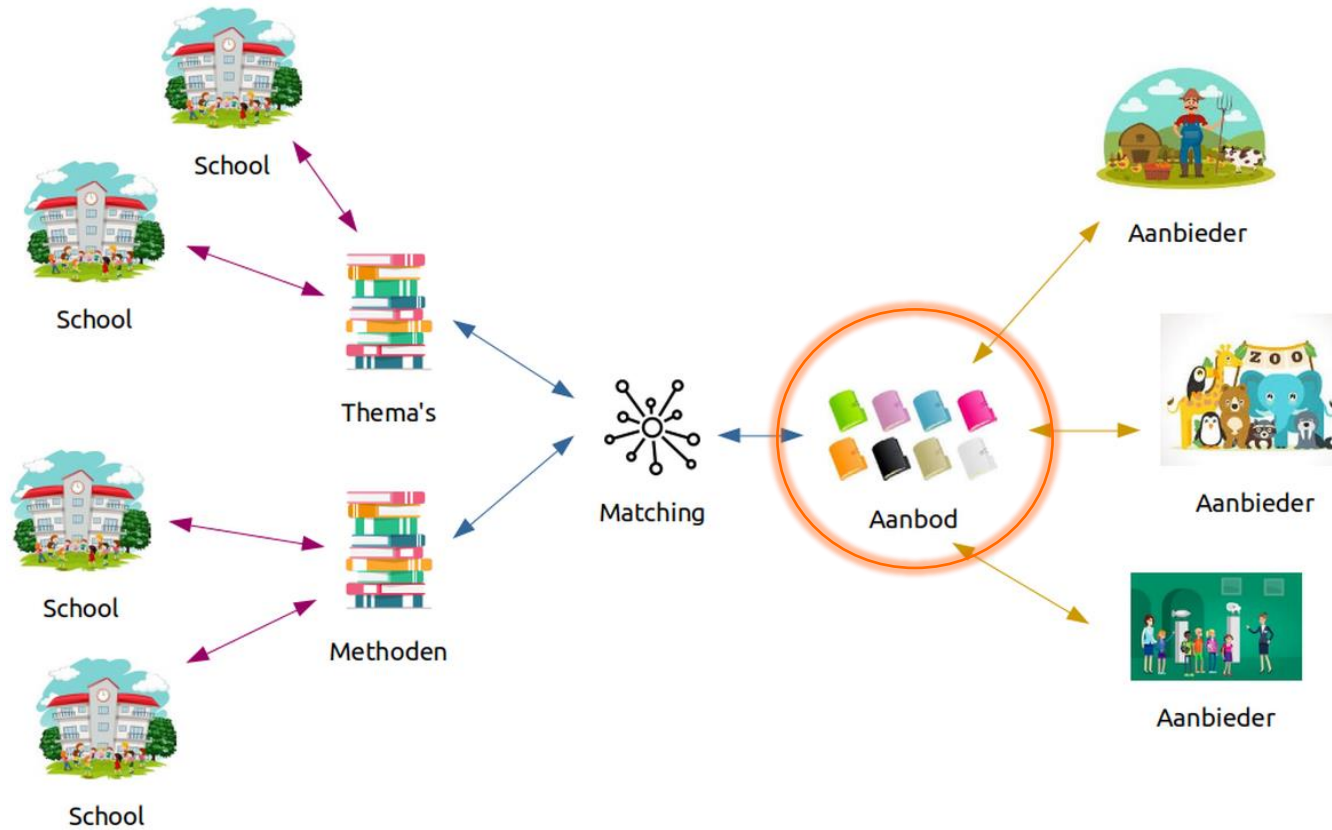 School
School
Thema's
School
Methoden
School
Matching
Aanbod
Aanbieder
ZOO
Aanbieder
Aanbieder